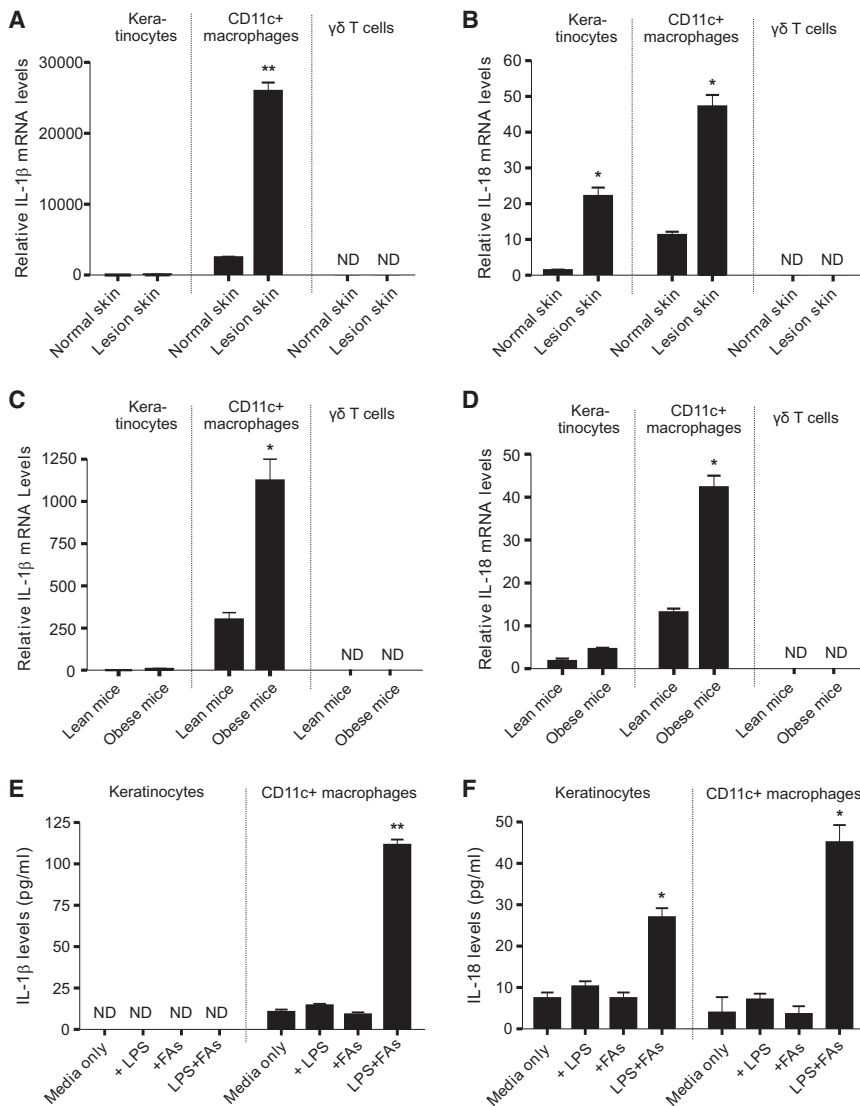 A
Kera-
tinocytes
CD11c+
macrophages
γδ T cells
Relative IL-1β mRNA levels
30000
20000
10000
0
**
ND ND
Normal skin
Lesion skin
Normal skin
Lesion skin
Normal skin
Lesion skin
B
Kera-
tinocytes
CD11c+
macrophages
γδ T cells
Relative IL-18 mRNA levels
60
50
40
30
20
10
0
*
*
ND ND
Normal skin
Lesion skin
Normal skin
Lesion skin
Normal skin
Lesion skin
C
Kera-
tinocytes
CD11c+
macrophages
γδ T cells
Relative IL-1β mRNA Levels
1250
1000
750
500
250
0
*
ND ND
Lean mice
Obese mice
Lean mice
Obese mice
Lean mice
Obese mice
D
Kera-
tinocytes
CD11c+
macrophages
γδ T cells
Relative IL-18 mRNA levels
50
40
30
20
10
0
*
ND ND
Lean mice
Obese mice
Lean mice
Obese mice
Lean mice
Obese mice
E
Keratinocytes
CD11c+ macrophages
IL-1β levels (pg/ml)
125
100
75
50
25
0
**
ND ND ND ND
Media only
+ LPS
+FAs
LPS+FAs
Media only
+ LPS
+FAs
LPS+FAs
F
Keratinocytes
CD11c+ macrophages
IL-18 levels (pg/ml)
50
40
30
20
10
0
*
*
Media only
+ LPS
+FAs
LPS+FAs
Media only
+ LPS
+FAs
LPS+FAs